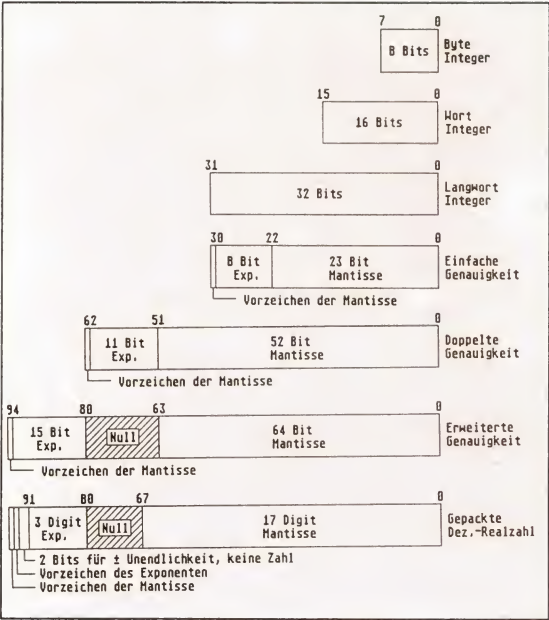 7 0
8 Bits Byte
Integer
15 0
16 Bits Wort
Integer
31 0
32 Bits Langwort
Integer
30 22 0
8 Bit 23 Bit Einfache
Exp. Mantisse Genauigkeit
Vorzeichen der Mantisse
62 51 0
11 Bit 52 Bit Doppelte
Exp. Mantisse Genauigkeit
Vorzeichen der Mantisse
94 80 63 0
15 Bit Null 64 Bit Erweiterte
Exp. Mantisse Genauigkeit
Vorzeichen der Mantisse
91 80 67 0
3 Digit Null 17 Digit Gepackte
Exp. Mantisse Dez.-Realzahl
2 Bits für ± Unendlichkeit, keine Zahl
Vorzeichen des Exponenten
Vorzeichen der Mantisse